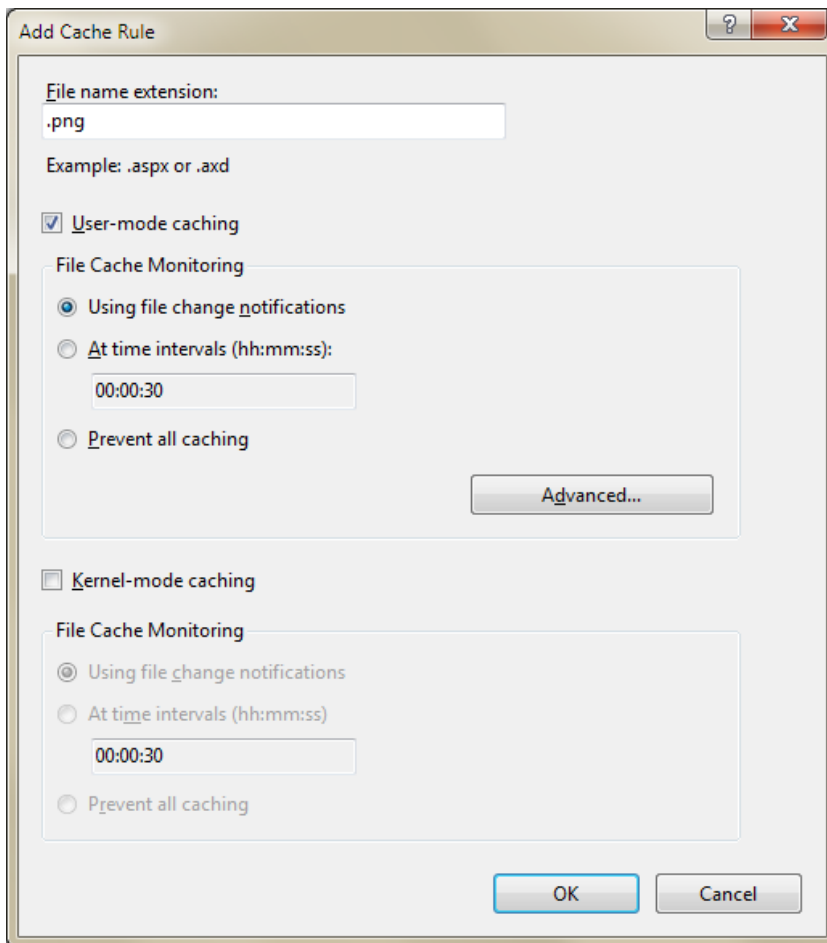 Add Cache Rule
File name extension:
.png
Example: .aspx or .axd
User-mode caching
File Cache Monitoring
Using file change notifications
At time intervals (hh:mm:ss):
00:00:30
Prevent all caching
Advanced...
Kernel-mode caching
File Cache Monitoring
Using file change notifications
At time intervals (hh:mm:ss)
00:00:30
Prevent all caching
OK Cancel